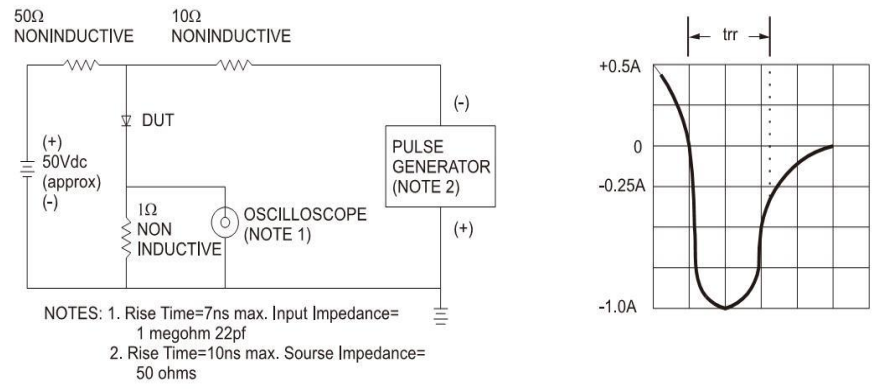 50Ω
NONINDUCTIVE
10Ω
NONINDUCTIVE
DUT
(+)
50Vdc
(approx)
(-)
1Ω
NON
INDUCTIVE
OSCILLOSCOPE
(NOTE 1)
(-)
PULSE
GENERATOR
(NOTE 2)
(+)
NOTES: 1. Rise Time=7ns max. Input Impedance=
1 megohm 22pf
2. Rise Time=10ns max. Sourse Impedance=
50 ohms
trr
+0.5A
0
-0.25A
-1.0A